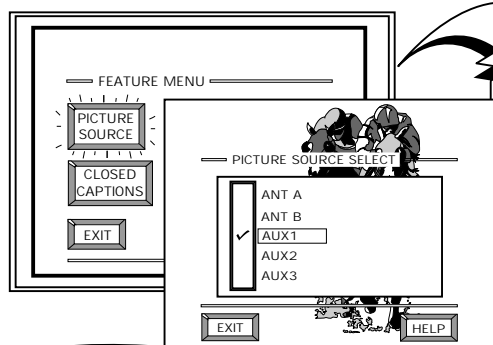 FEATURE MENU
PICTURE
SOURCE
CLOSED
CAPTIONS
EXIT
PICTURE SOURCE SELECT
ANT A
ANT B
✓ AUX1
AUX2
AUX3
EXIT
HELP